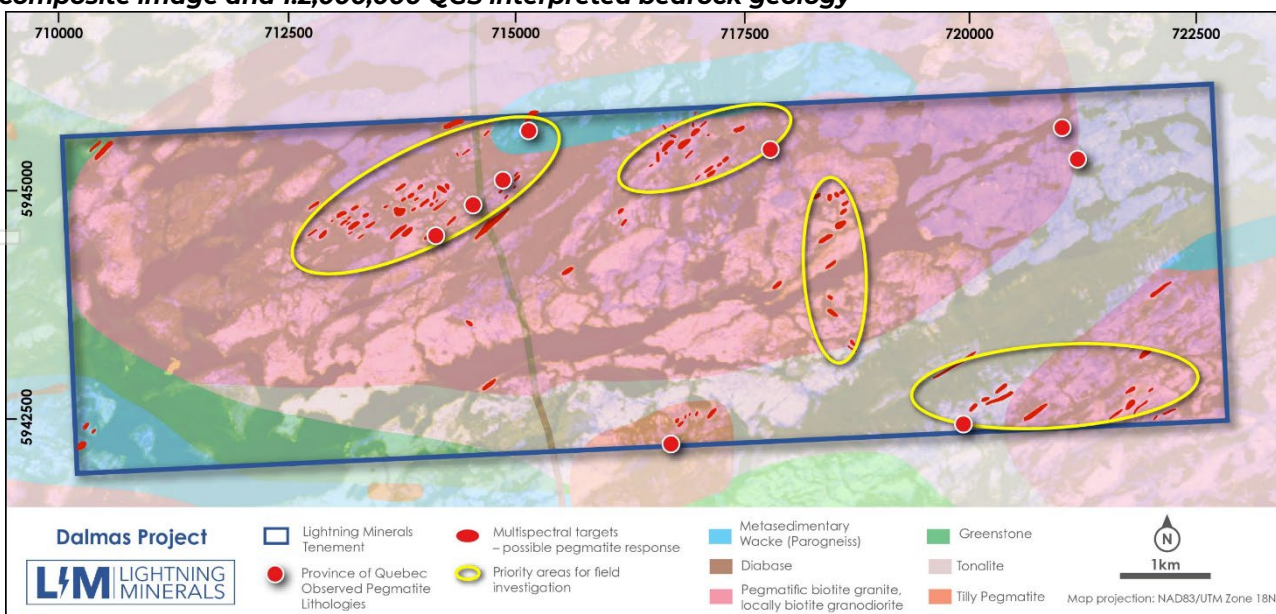 composite image and 1:2,000,000 QGS interpreted bedrock geology
710000 712500 715000 717500 720000 722500
5945000
5942500
Dalmas Project
LIM LIGHTNING
MINERALS
Lightning Minerals
Tenement
Province of Quebec
Observed Pegmatite
Lithologies
Multispectral targets
– possible pegmatite response
Priority areas for field
investigation
Metasedimentary
Wacke (Parogneiss)
Diabase
Pegmatific biotite granite,
locally biotite granodiorite
Greenstone
Tonalite
Tilly Pegmatite
N
1km
Map projection: NAD83/UTM Zone 18N